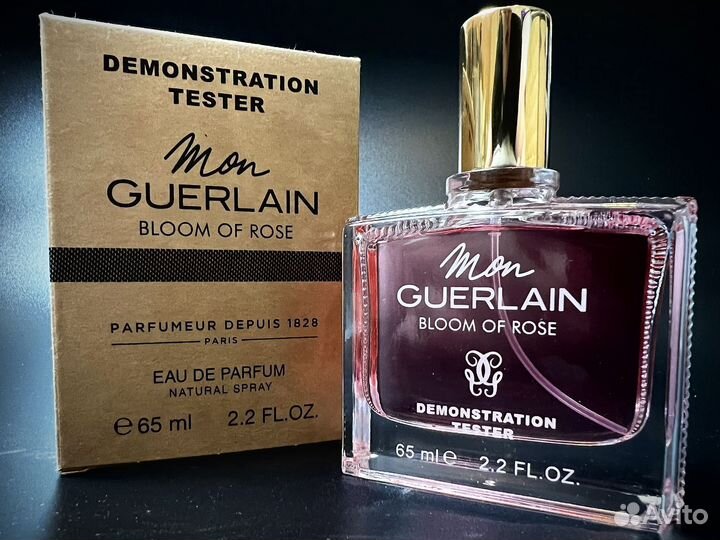 DEMONSTRATION
TESTER
Mon
GUERLAIN
BLOOM OF ROSE
PARFUMEUR DEPUIS 1828
PARIS
EAU DE PARFUM
NATURAL SPRAY
℮ 65 ml 2.2 FL.OZ.
Mon
GUERLAIN
BLOOM OF ROSE
DEMONSTRATION
TESTER
65 ml ℮ 2.2 FL.OZ.
Avito